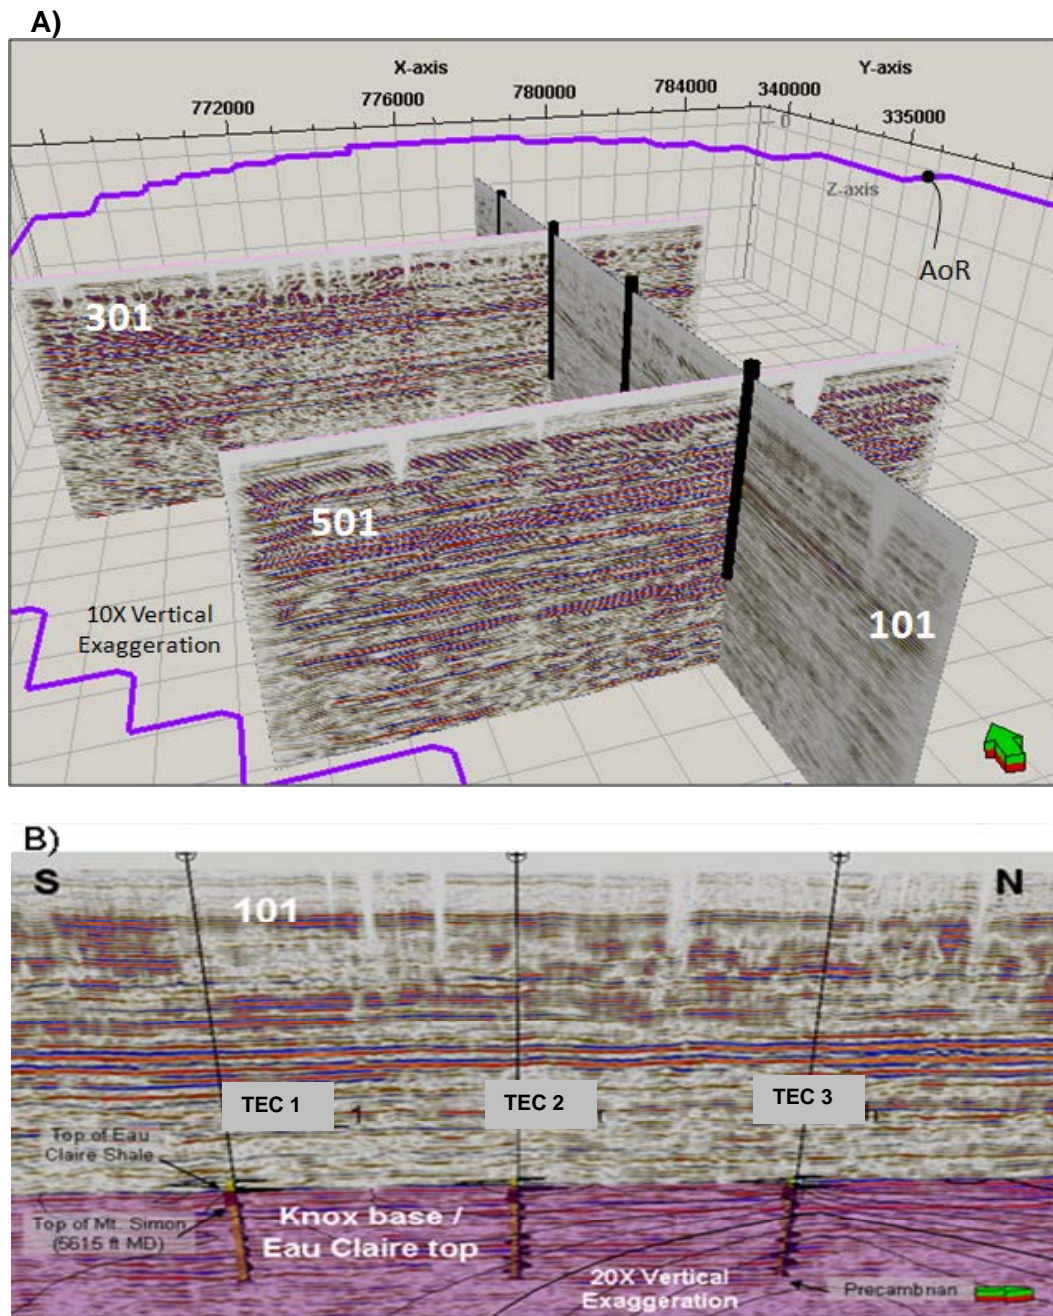 A)
X-axis
Y-axis
772000
776000
780000
784000
340000
335000
0
Z-axis
AoR
301
501
101
10X Vertical
Exaggeration
B)
S
N
101
TEC 1
TEC 2
TEC 3
Top of Eau
Claire Shale
Top of Mt. Simon
(5615 ft MD)
Knox base /
Eau Claire top
20X Vertical
Exaggeration
Precambrian